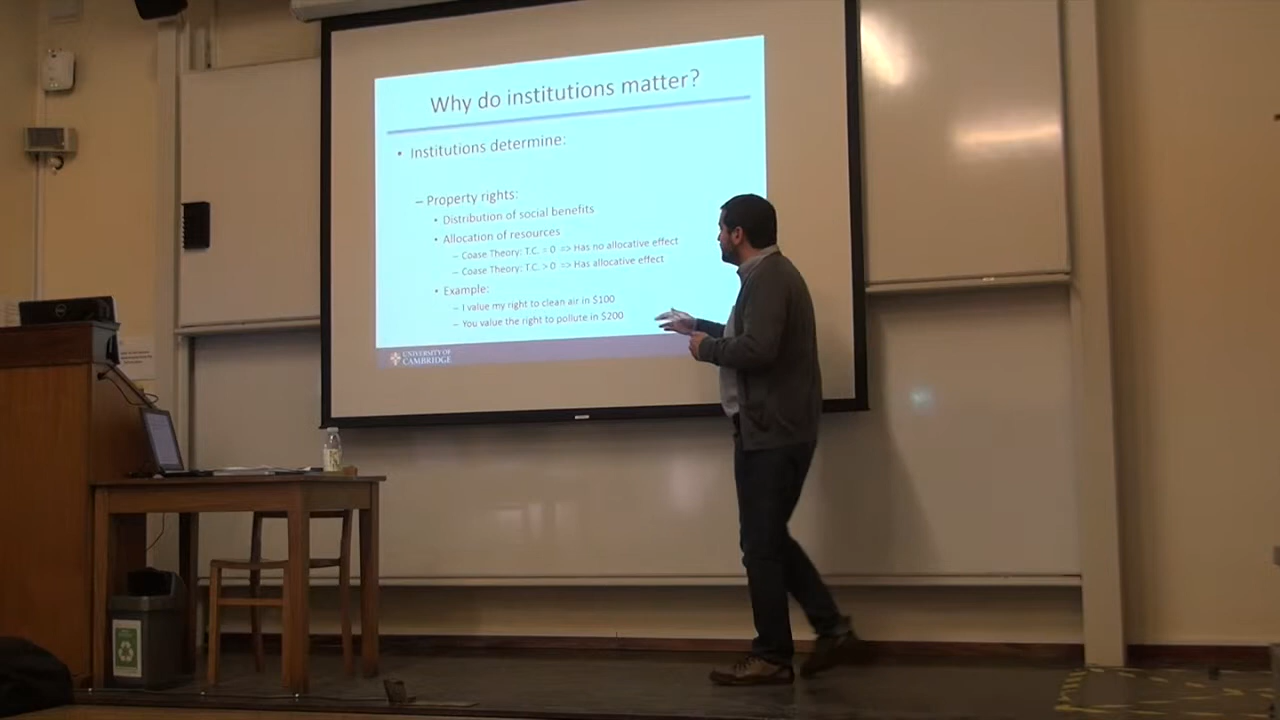 Why do institutions matter?
• Institutions determine:
– Property rights:
• Distribution of social benefits
• Allocation of resources
– Coase Theory: T.C. = 0 => Has no allocative effect
– Coase Theory: T.C. > 0 => Has allocative effect
• Example:
– I value my right to clean air in $100
– You value the right to pollute in $200
UNIVERSITY OF
CAMBRIDGE